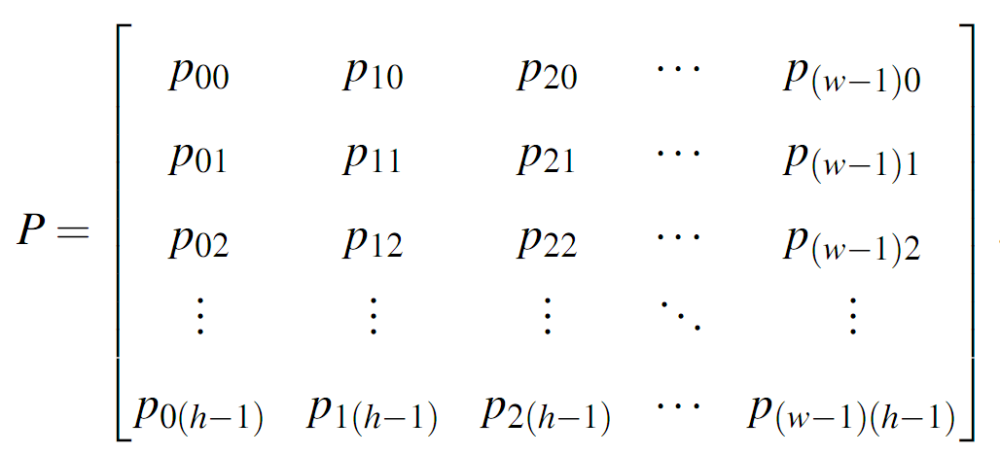 p₀₀ p₁₀ p₂₀ ⋯ p₍w₋₁₎₀
p₀₁ p₁₁ p₂₁ ⋯ p₍w₋₁₎₁
P = p₀₂ p₁₂ p₂₂ ⋯ p₍w₋₁₎₂
⋮ ⋮ ⋮ ⋱ ⋮
p₀₍h₋₁₎ p₁₍h₋₁₎ p₂₍h₋₁₎ ⋯ p₍w₋₁₎₍h₋₁₎